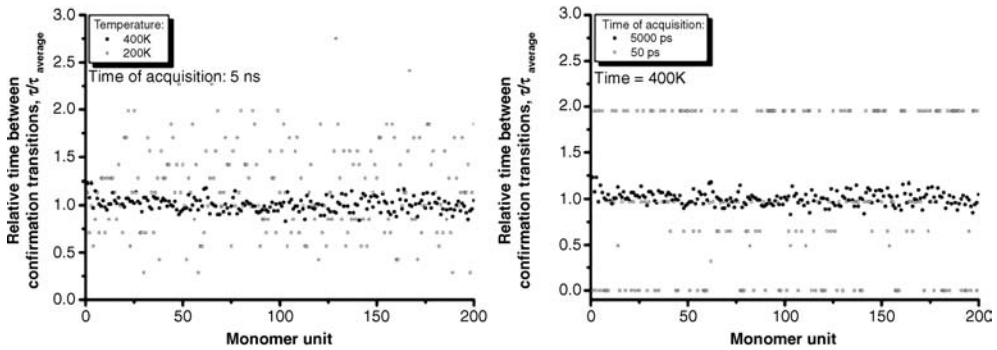 3.0
2.5
2.0
1.5
1.0
0.5
0.0
Relative time between
confirmation transitions, τ/τ average
Temperature:
400K
200K
Time of acquisition: 5 ns
0
50
100
150
200
Monomer unit
3.0
2.5
2.0
1.5
1.0
0.5
0.0
Relative time between
confirmation transitions, τ/τ average
Time of acquisition:
5000 ps
50 ps
Time = 400K
0
50
100
150
200
Monomer unit